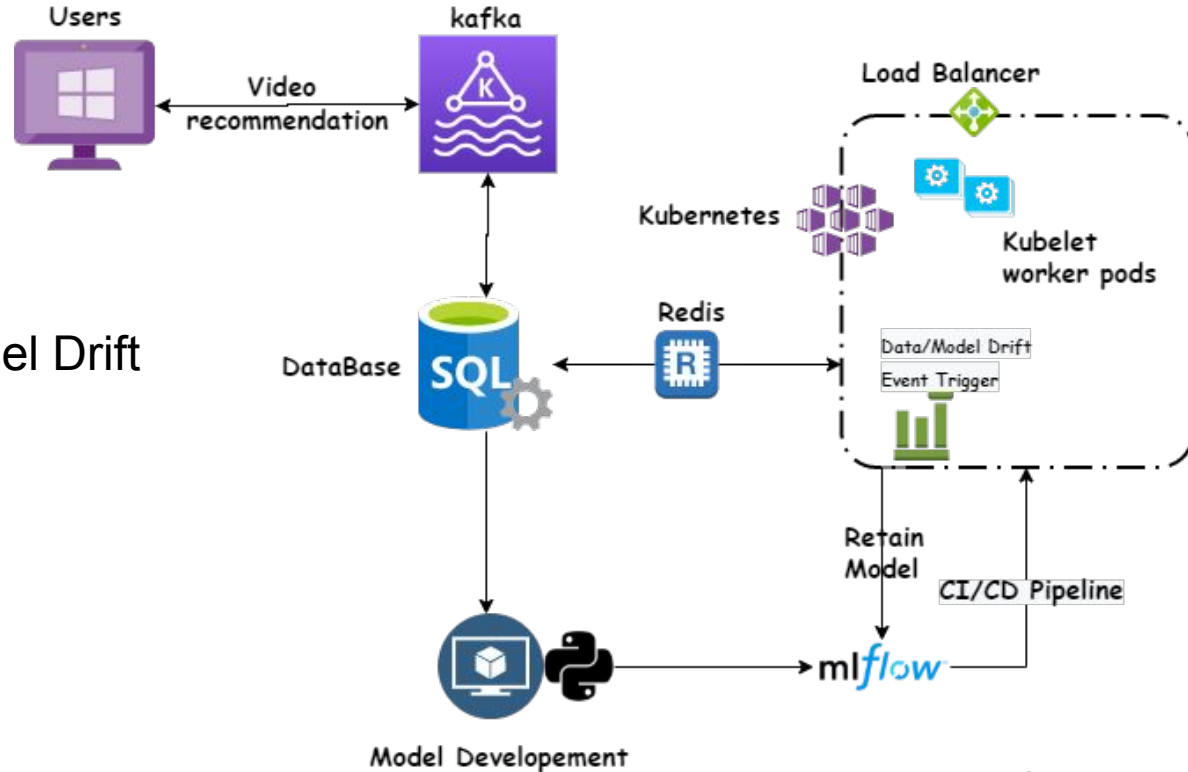 Users
kafka
Video
recommendation
K
Load Balancer
Kubernetes
Kubelet
worker pods
Redis
R
el Drift
DataBase
SQL
Data/Model Drift
Event Trigger
Retain
Model
CI/CD Pipeline
mlflow
Model Developement